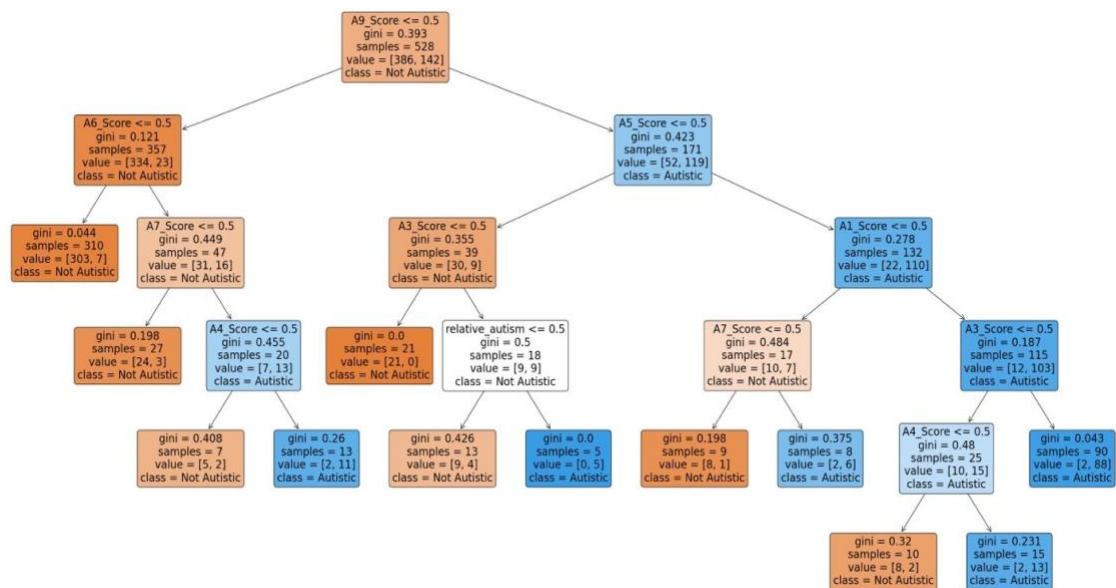 A9_Score <= 0.5
gini = 0.393
samples = 528
value = [386, 142]
class = Not Autistic
A6_Score <= 0.5
gini = 0.121
samples = 357
value = [334, 23]
class = Not Autistic
A5_Score <= 0.5
gini = 0.423
samples = 171
value = [52, 119]
class = Autistic
gini = 0.044
samples = 310
value = [303, 7]
class = Not Autistic
A7_Score <= 0.5
gini = 0.449
samples = 47
value = [31, 16]
class = Not Autistic
A3_Score <= 0.5
gini = 0.355
samples = 39
value = [30, 9]
class = Not Autistic
A1_Score <= 0.5
gini = 0.278
samples = 132
value = [22, 110]
class = Autistic
gini = 0.198
samples = 27
value = [24, 3]
class = Not Autistic
A4_Score <= 0.5
gini = 0.455
samples = 20
value = [7, 13]
class = Autistic
gini = 0.0
samples = 21
value = [21, 0]
class = Not Autistic
relative_autism <= 0.5
gini = 0.5
samples = 18
value = [9, 9]
class = Not Autistic
A7_Score <= 0.5
gini = 0.484
samples = 17
value = [10, 7]
class = Not Autistic
A3_Score <= 0.5
gini = 0.187
samples = 115
value = [12, 103]
class = Autistic
gini = 0.408
samples = 7
value = [5, 2]
class = Not Autistic
gini = 0.26
samples = 13
value = [2, 11]
class = Autistic
gini = 0.426
samples = 13
value = [9, 4]
class = Not Autistic
gini = 0.0
samples = 5
value = [0, 5]
class = Autistic
gini = 0.198
samples = 9
value = [8, 1]
class = Not Autistic
gini = 0.375
samples = 8
value = [2, 6]
class = Autistic
A4_Score <= 0.5
gini = 0.48
samples = 25
value = [10, 15]
class = Autistic
gini = 0.043
samples = 90
value = [2, 88]
class = Autistic
gini = 0.32
samples = 10
value = [8, 2]
class = Not Autistic
gini = 0.231
samples = 15
value = [2, 13]
class = Autistic